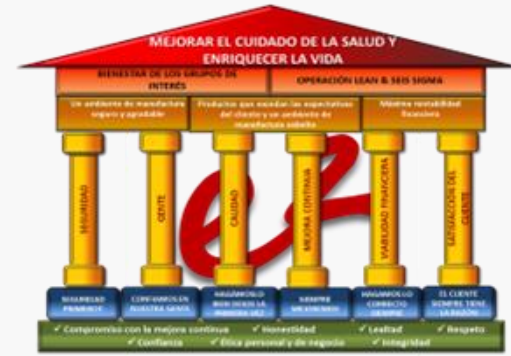 MEJORAR EL CUIDADO DE LA SALUD Y
ENRIQUECER LA VIDA
BIENESTAR DE LOS GRUPOS DE
INTERÉS
OPERACIÓN LEAN & SEIS SIGMA
Un ambiente de manufactura
seguro y agradable
Productos que exceden las expectativas
del cliente y un ambiente de
manufactura esbelto
Máxima rentabilidad
financiera
SEGURIDAD
GENTE
CALIDAD
MEJORA CONTINUA
VIABILIDAD FINANCIERA
SATISFACCIÓN DEL
CLIENTE
SEGURIDAD
PRIMERO
CONFIAMOS EN
NUESTRA GENTE
HAGÁMOSLO
BIEN DESDE LA
PRIMERA VEZ
SIEMPRE
MEJORANDO
HAGAMOS LO
CORRECTO
SIEMPRE
EL CLIENTE
SIEMPRE TIENE
LA RAZÓN
✓ Compromiso con la mejora continua ✓ Honestidad ✓ Lealtad ✓ Respeto
✓ Confianza ✓ Ética personal y de negocio ✓ Integridad